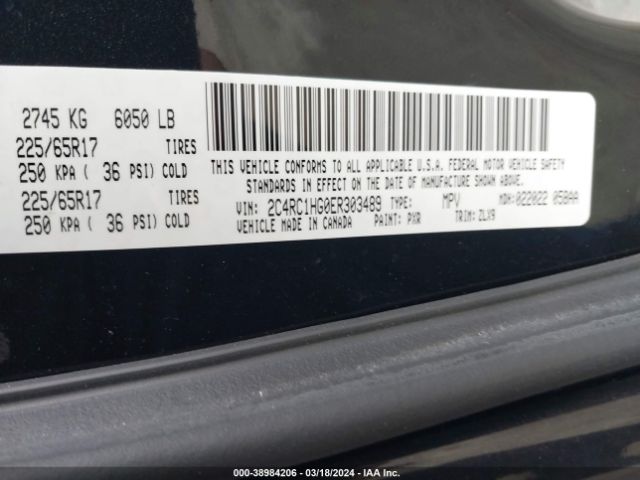 2745 KG 6050 LB
225/65R17 TIRES
250 KPA ( 36 PSI) COLD
225/65R17 TIRES
250 KPA ( 36 PSI) COLD
THIS VEHICLE CONFORMS TO ALL APPLICABLE U.S.A. FEDERAL MOTOR VEHICLE SAFETY
STANDARDS IN EFFECT ON THE DATE OF MANUFACTURE SHOWN ABOVE.
VIN: 2C4RC1HG0ER303489 TYPE: MPV MDH: 022022 058AA
VEHICLE MADE IN CANADA PAINT: PXR TRIM: ZLX9
000-38984206 - 03/18/2024 - IAA Inc.